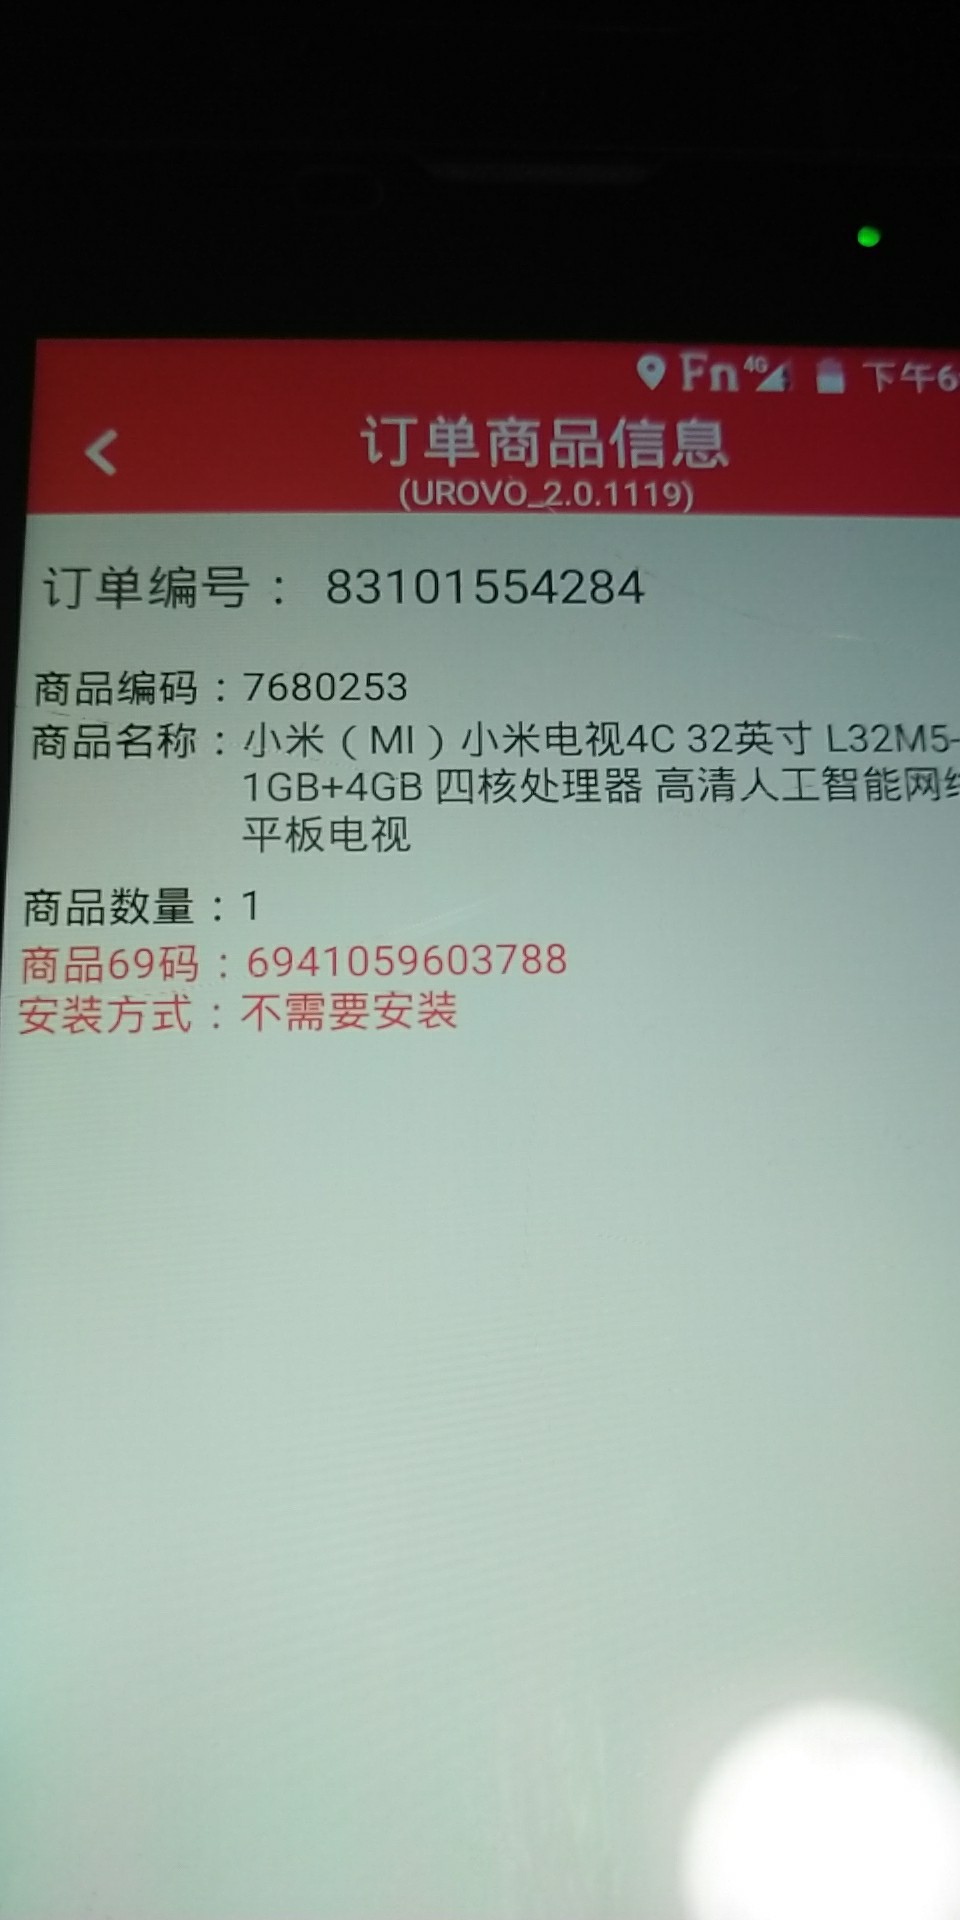 Fn 4G 下午6
订单商品信息
(UROVO_2.0.1119)
订单编号： 83101554284
商品编码：7680253
商品名称：小米（MI）小米电视4C 32英寸 L32M5-
1GB+4GB 四核处理器 高清人工智能网
平板电视
商品数量：1
商品69码：6941059603788
安装方式：不需要安装